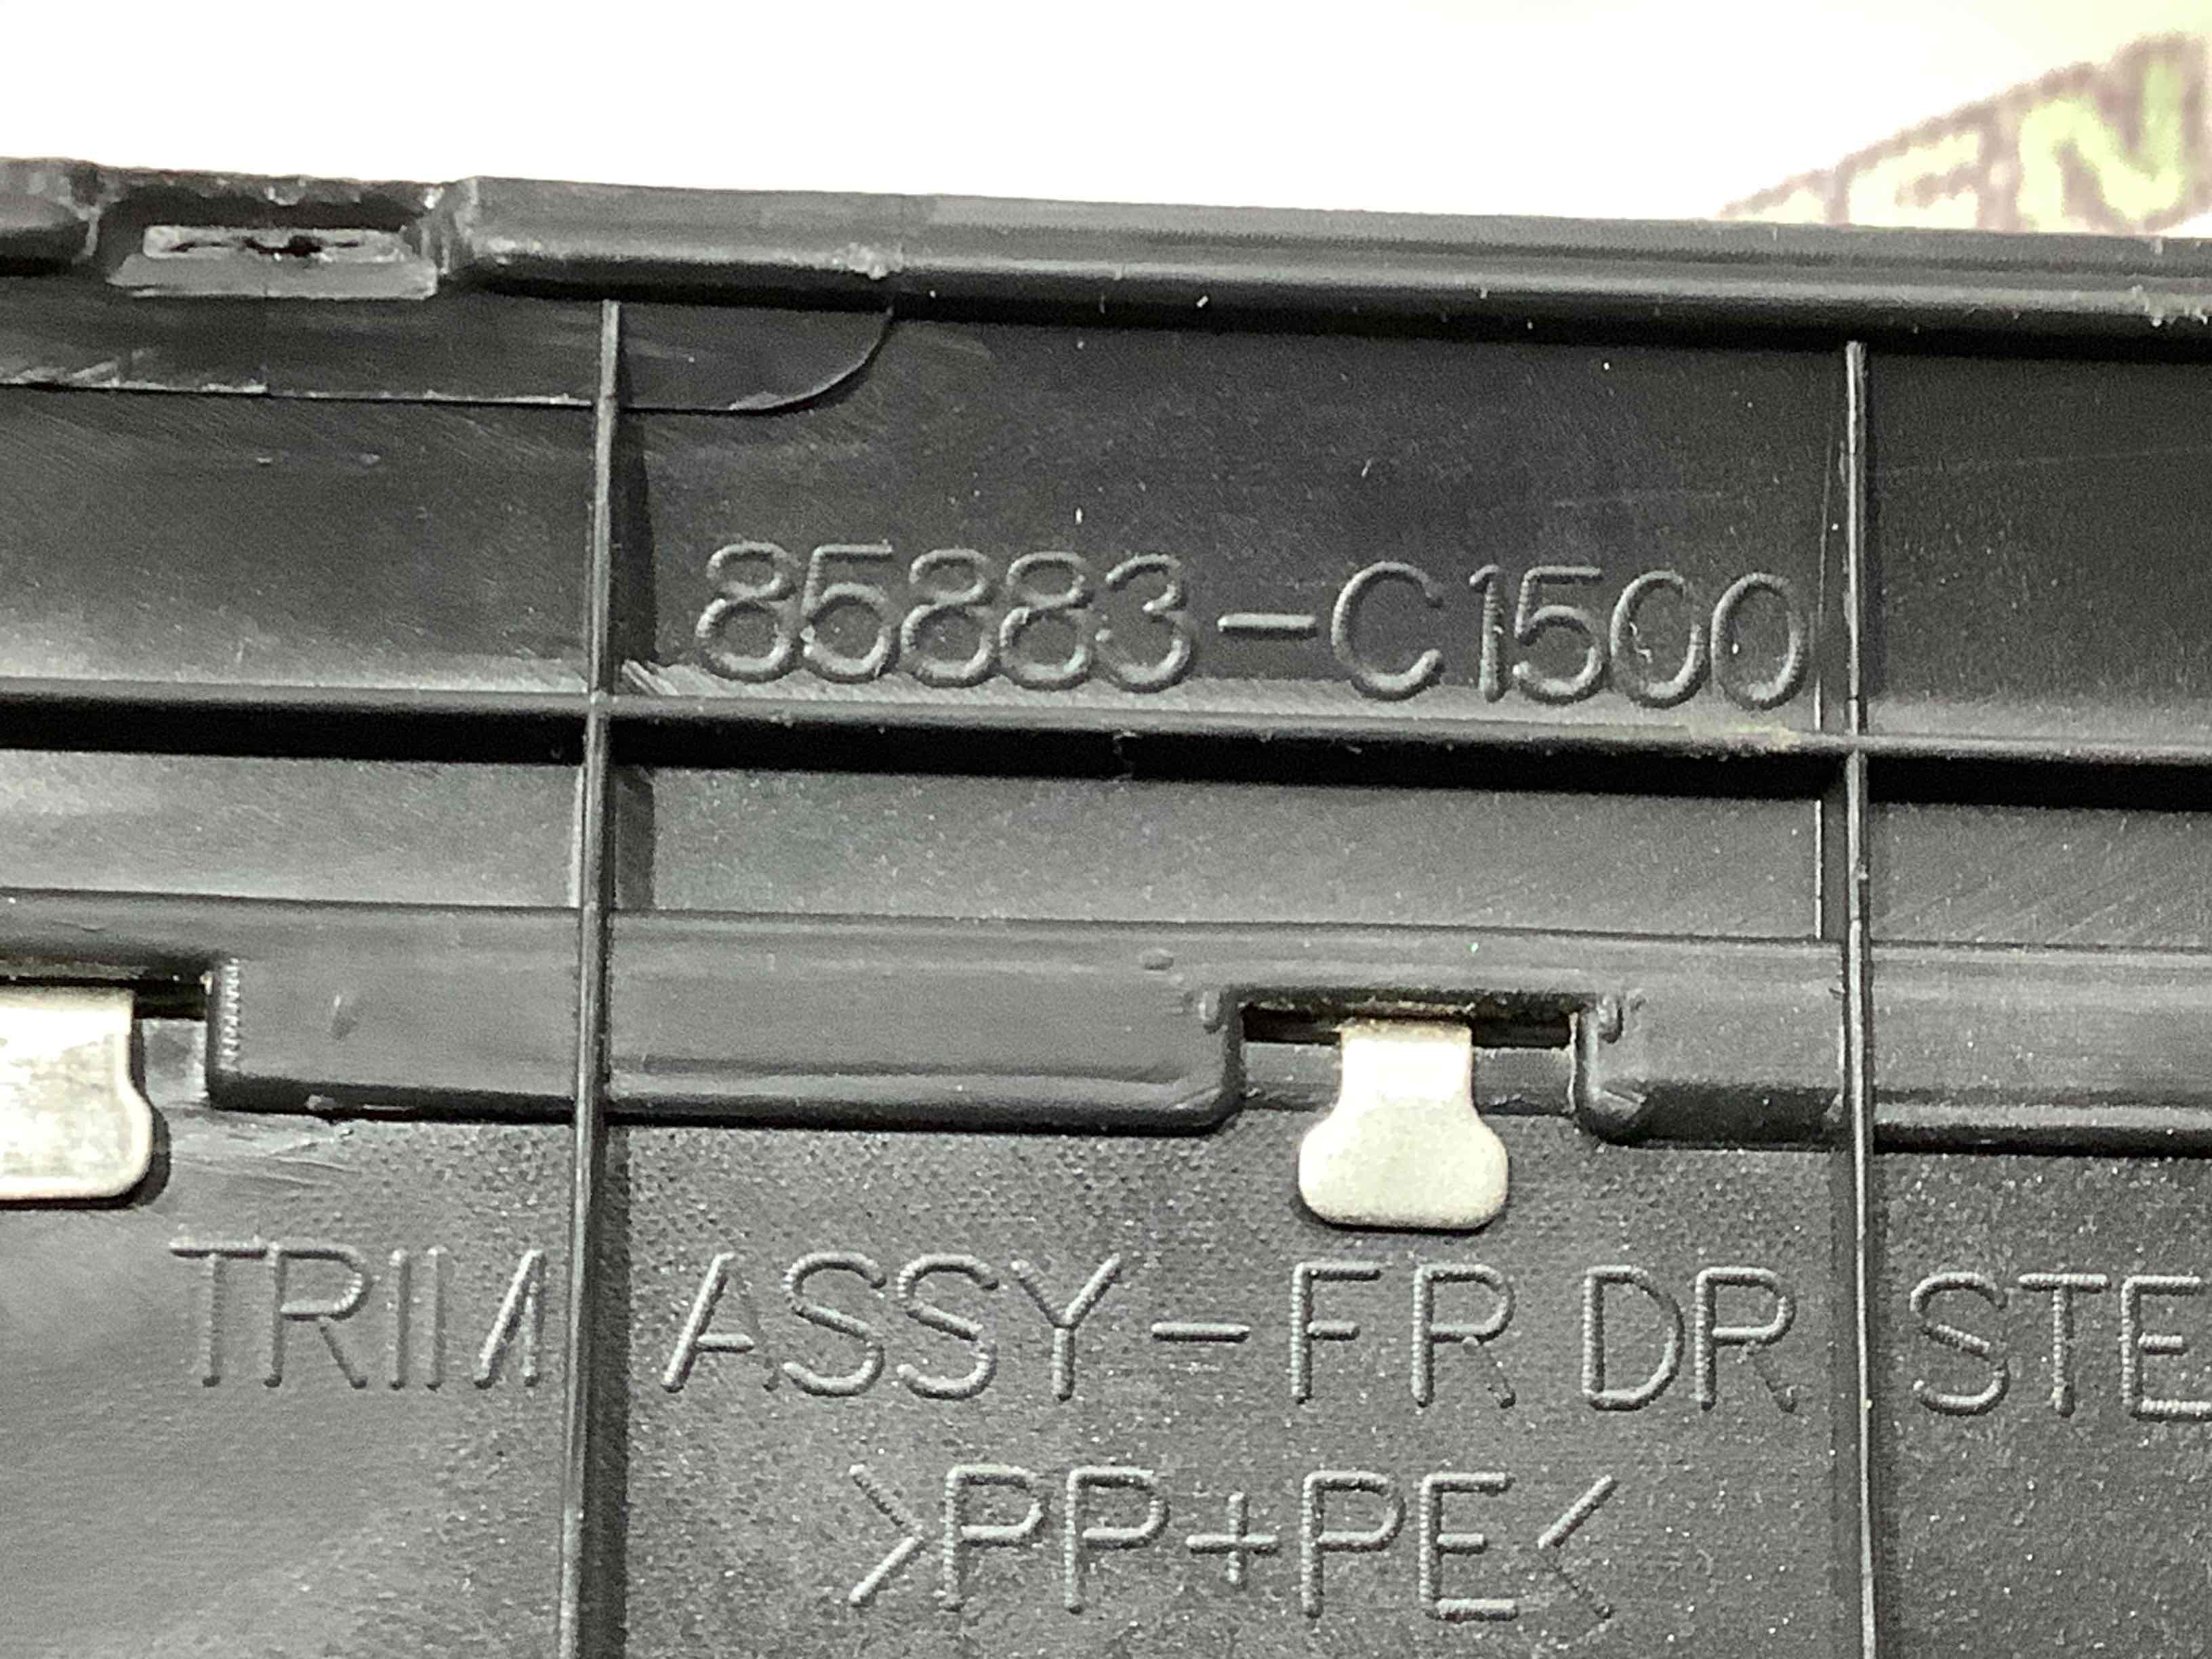 85883-C1500
TRIM ASSY-FR DR STE
>PP+PE<